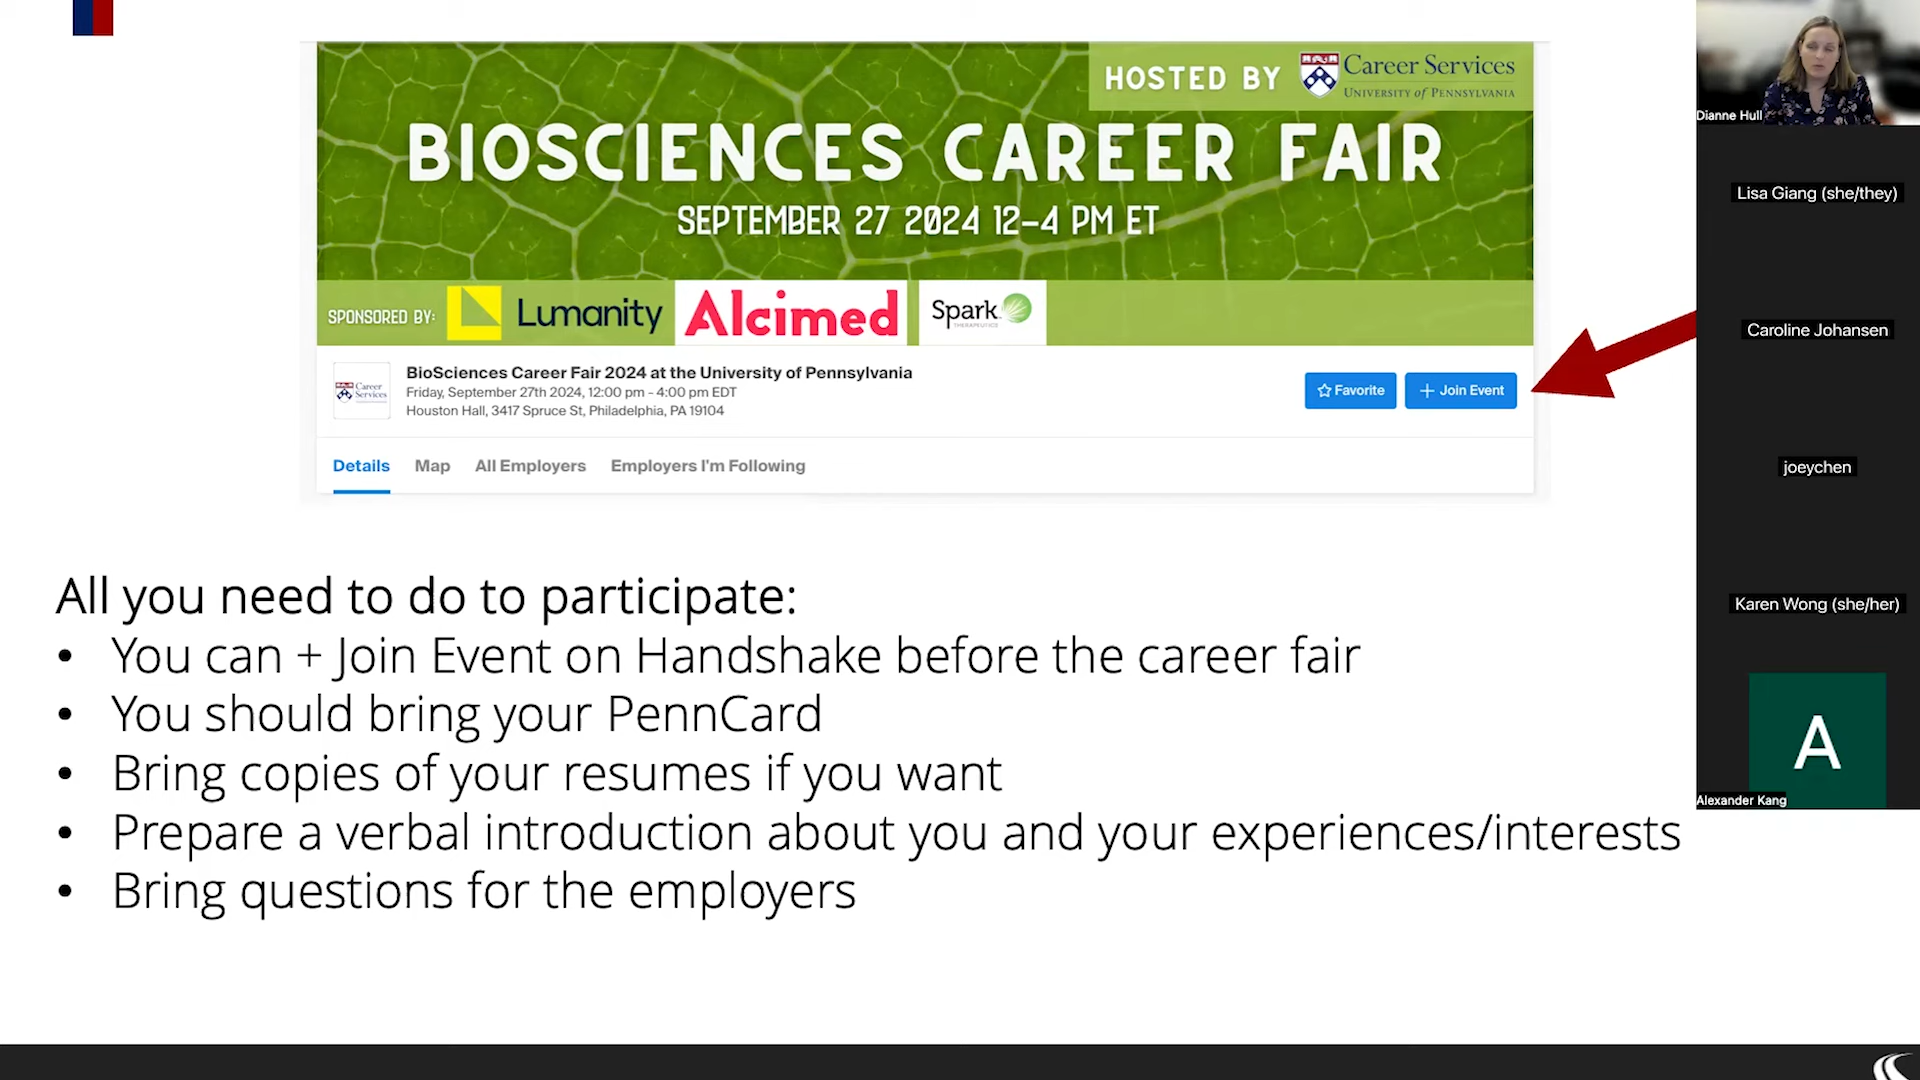 HOSTED BY
Career Services
UNIVERSITY of PENNSYLVANIA
BIOSCIENCES CAREER FAIR
SEPTEMBER 27 2024 12–4 PM ET
SPONSORED BY:
Lumanity
Alcimed
Spark
THERAPEUTICS
Career
Services
BioSciences Career Fair 2024 at the University of Pennsylvania
Friday, September 27th 2024, 12:00 pm - 4:00 pm EDT
Houston Hall, 3417 Spruce St, Philadelphia, PA 19104
Favorite
+ Join Event
Details Map All Employers Employers I'm Following
All you need to do to participate:
• You can + Join Event on Handshake before the career fair
• You should bring your PennCard
• Bring copies of your resumes if you want
• Prepare a verbal introduction about you and your experiences/interests
• Bring questions for the employers
Dianne Hull
Lisa Giang (she/they)
Caroline Johansen
joeychen
Karen Wong (she/her)
A
Alexander Kang